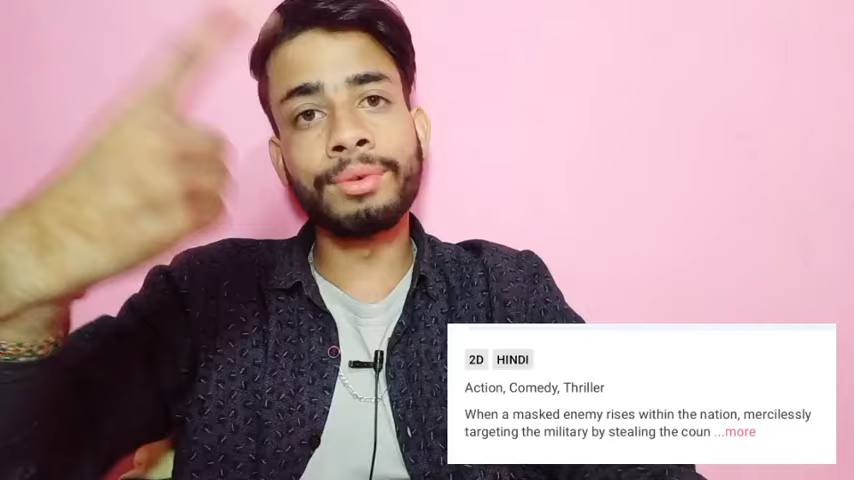 2D HINDI
Action, Comedy, Thriller
When a masked enemy rises within the nation, mercilessly
targeting the military by stealing the coun ...more